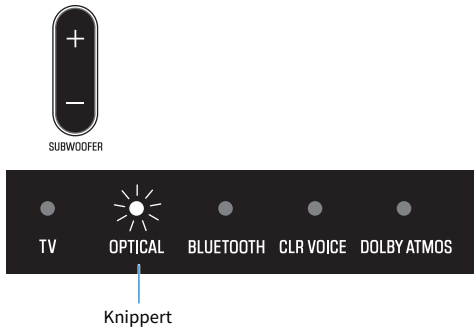 +
−
SUBWOOFER
TV OPTICAL BLUETOOTH CLR VOICE DOLBY ATMOS
Knippert